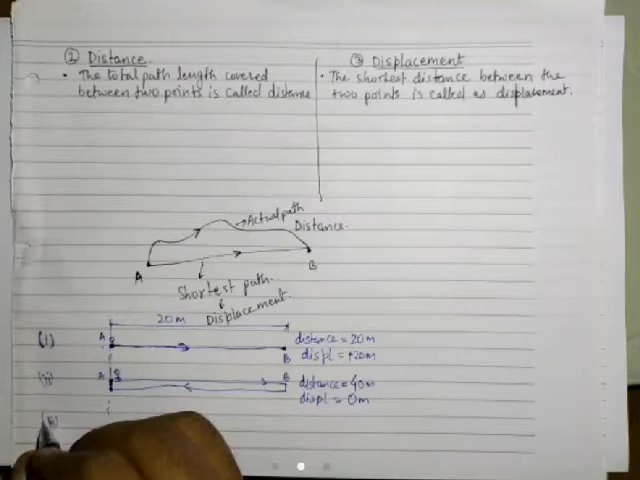 ② Distance.
• The total path length covered
between two points is called distance
③ Displacement
• The shortest distance between the
two points is called as displacement.
→ Actual path
Distance.
A
B
Shortest path.
Displacement.
20 m
(i)
A
B
distance = 20m
displ = +20m
(ii)
A
B
distance = 40m
displ = 0m